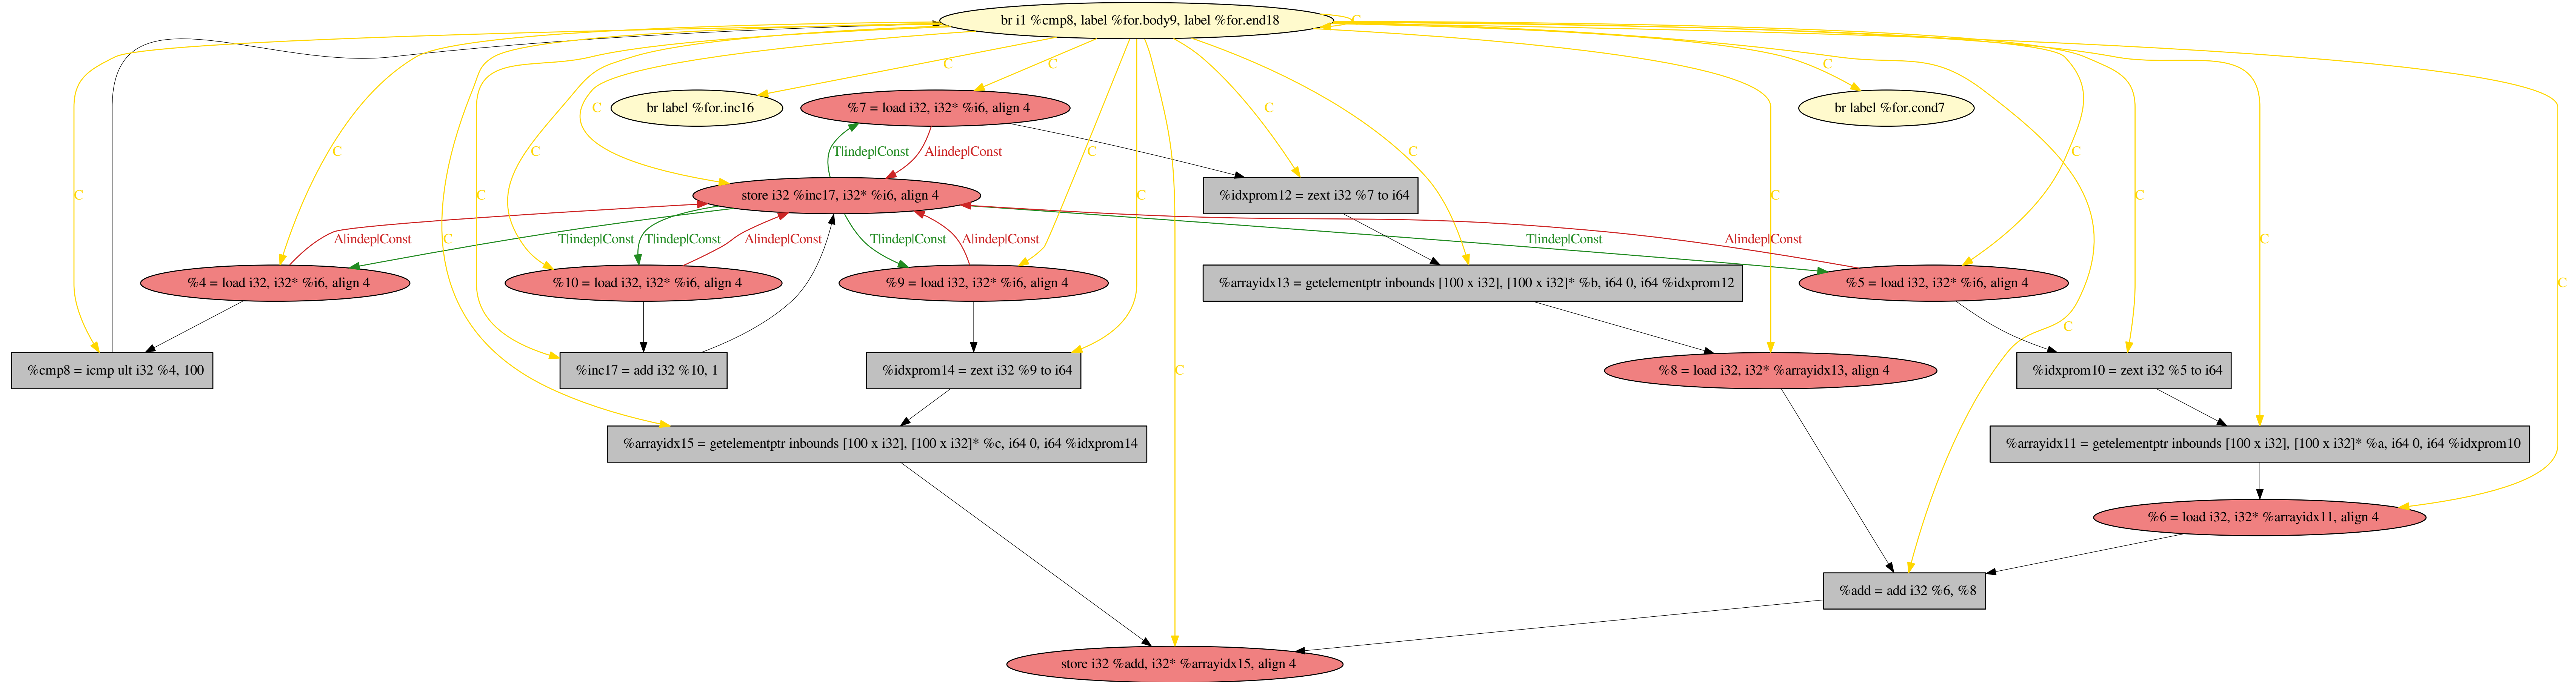 br i1 %cmp8, label %for.body9, label %for.end18
C
C
C
C
br label %for.inc16
%7 = load i32, i32* %i6, align 4
C
C
br label %for.cond7
C
T|indep|Const
A|indep|Const
C
C
C
C
store i32 %inc17, i32* %i6, align 4
%idxprom12 = zext i32 %7 to i64
C
C
C
C
C
C
A|indep|Const
T|indep|Const
T|indep|Const
A|indep|Const
T|indep|Const
A|indep|Const
T|indep|Const
A|indep|Const
C
C
%4 = load i32, i32* %i6, align 4
%10 = load i32, i32* %i6, align 4
%9 = load i32, i32* %i6, align 4
%arrayidx13 = getelementptr inbounds [100 x i32], [100 x i32]* %b, i64 0, i64 %idxprom12
%5 = load i32, i32* %i6, align 4
C
C
%cmp8 = icmp ult i32 %4, 100
%inc17 = add i32 %10, 1
%idxprom14 = zext i32 %9 to i64
C
%8 = load i32, i32* %arrayidx13, align 4
%idxprom10 = zext i32 %5 to i64
%arrayidx15 = getelementptr inbounds [100 x i32], [100 x i32]* %c, i64 0, i64 %idxprom14
%arrayidx11 = getelementptr inbounds [100 x i32], [100 x i32]* %a, i64 0, i64 %idxprom10
%6 = load i32, i32* %arrayidx11, align 4
%add = add i32 %6, %8
store i32 %add, i32* %arrayidx15, align 4